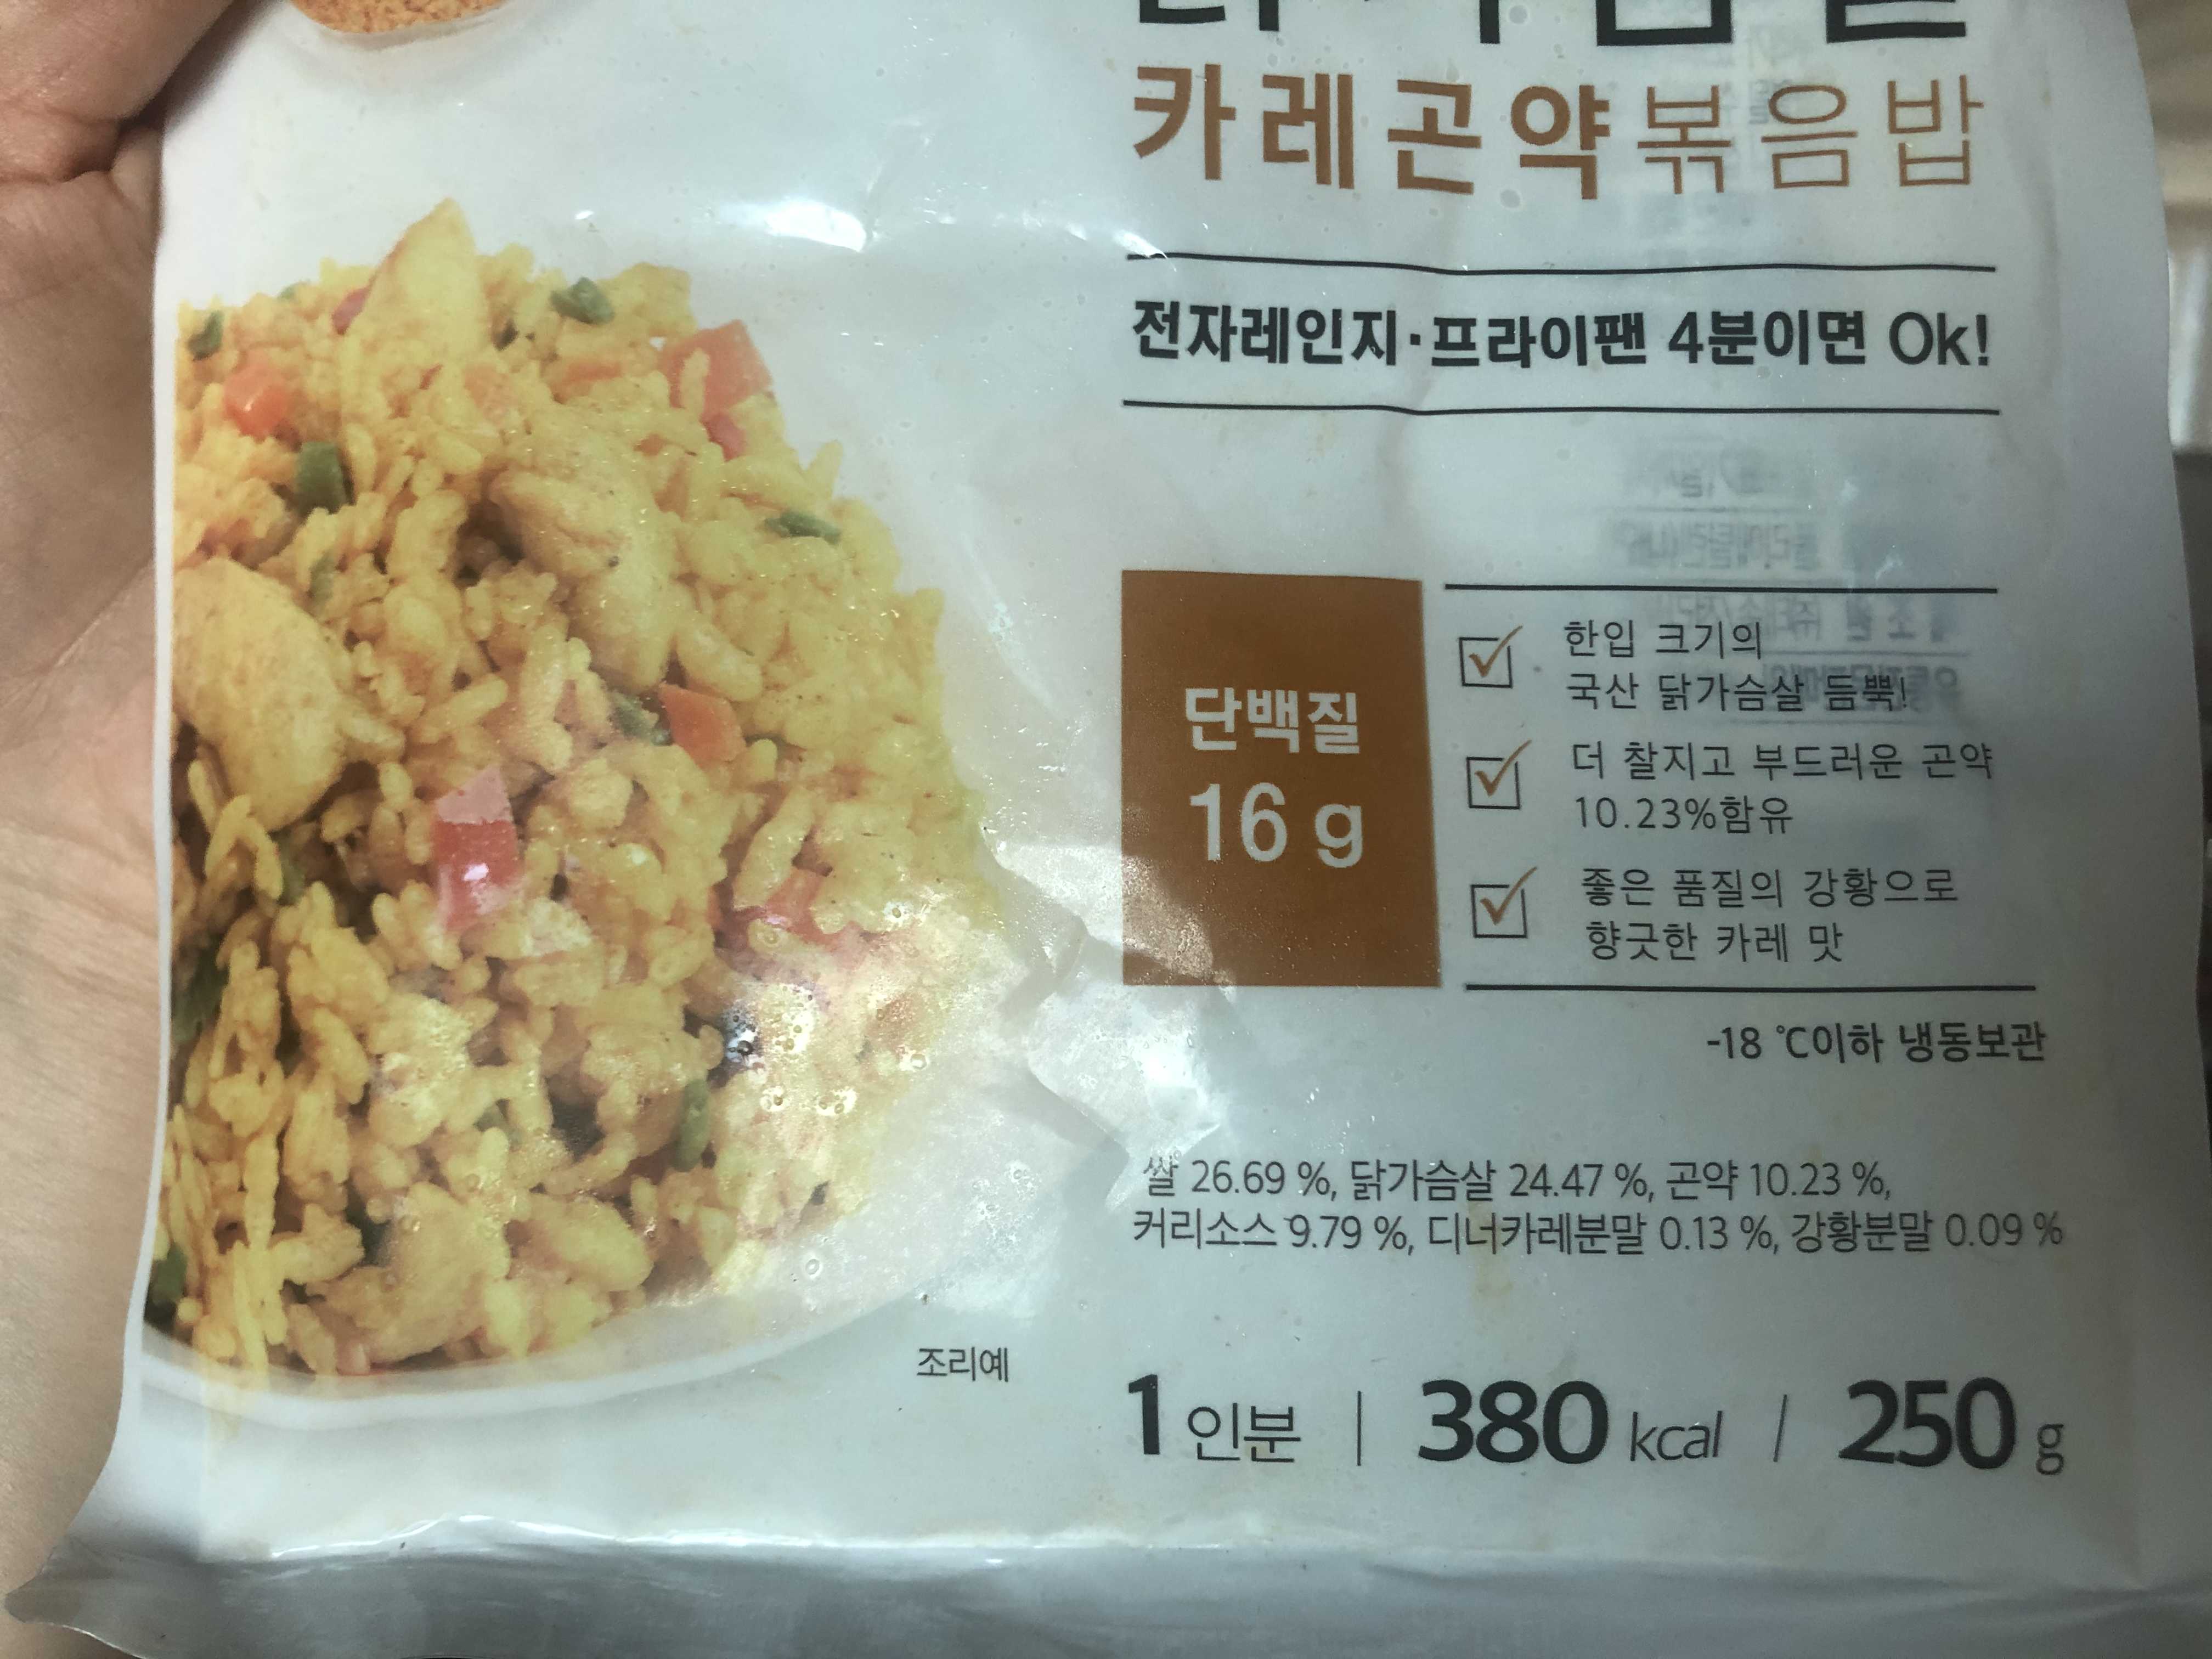 카레곤약볶음밥
전자레인지·프라이팬 4분이면 Ok!
단백질
16 g
한입 크기의
국산 닭가슴살 듬뿍!
더 찰지고 부드러운 곤약
10.23%함유
좋은 품질의 강황으로
향긋한 카레 맛
-18 ℃이하 냉동보관
쌀 26.69 %, 닭가슴살 24.47 %, 곤약 10.23 %,
커리소스 9.79 %, 디너카레분말 0.13 %, 강황분말 0.09 %
조리예
1 인분 | 380 kcal / 250 g